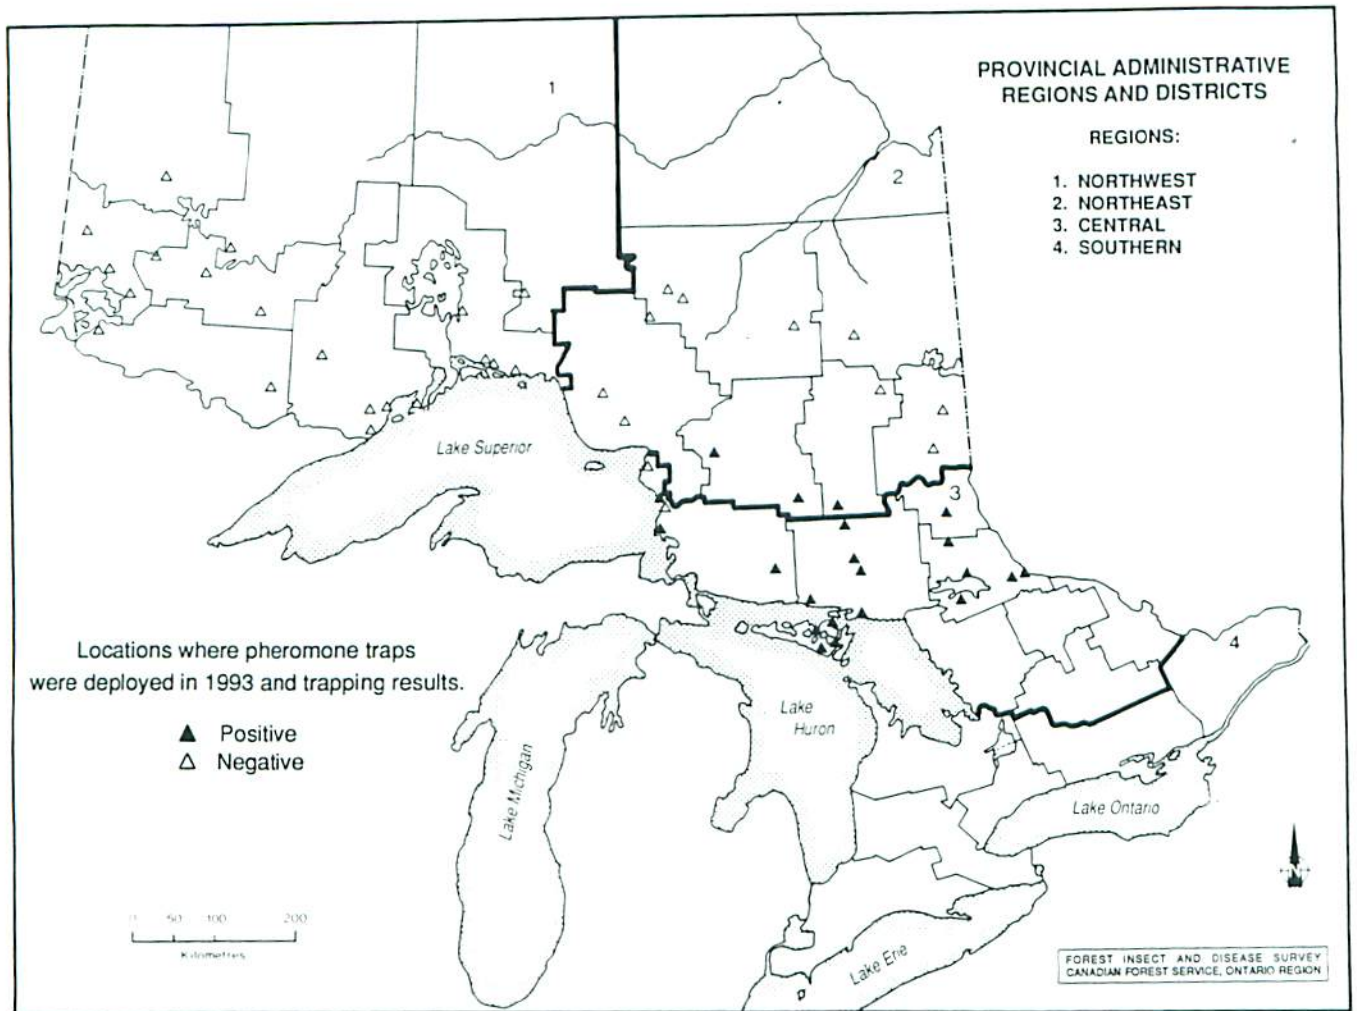 PROVINCIAL ADMINISTRATIVE
REGIONS AND DISTRICTS
REGIONS:
1. NORTHWEST
2. NORTHEAST
3. CENTRAL
4. SOUTHERN
1
2
3
4
Lake Superior
Locations where pheromone traps
were deployed in 1993 and trapping results.
Positive
Negative
Lake Michigan
Lake
Huron
Lake Ontario
Lake Erie
N
0 50 100 200
Kilometres
FOREST INSECT AND DISEASE SURVEY
CANADIAN FOREST SERVICE, ONTARIO REGION